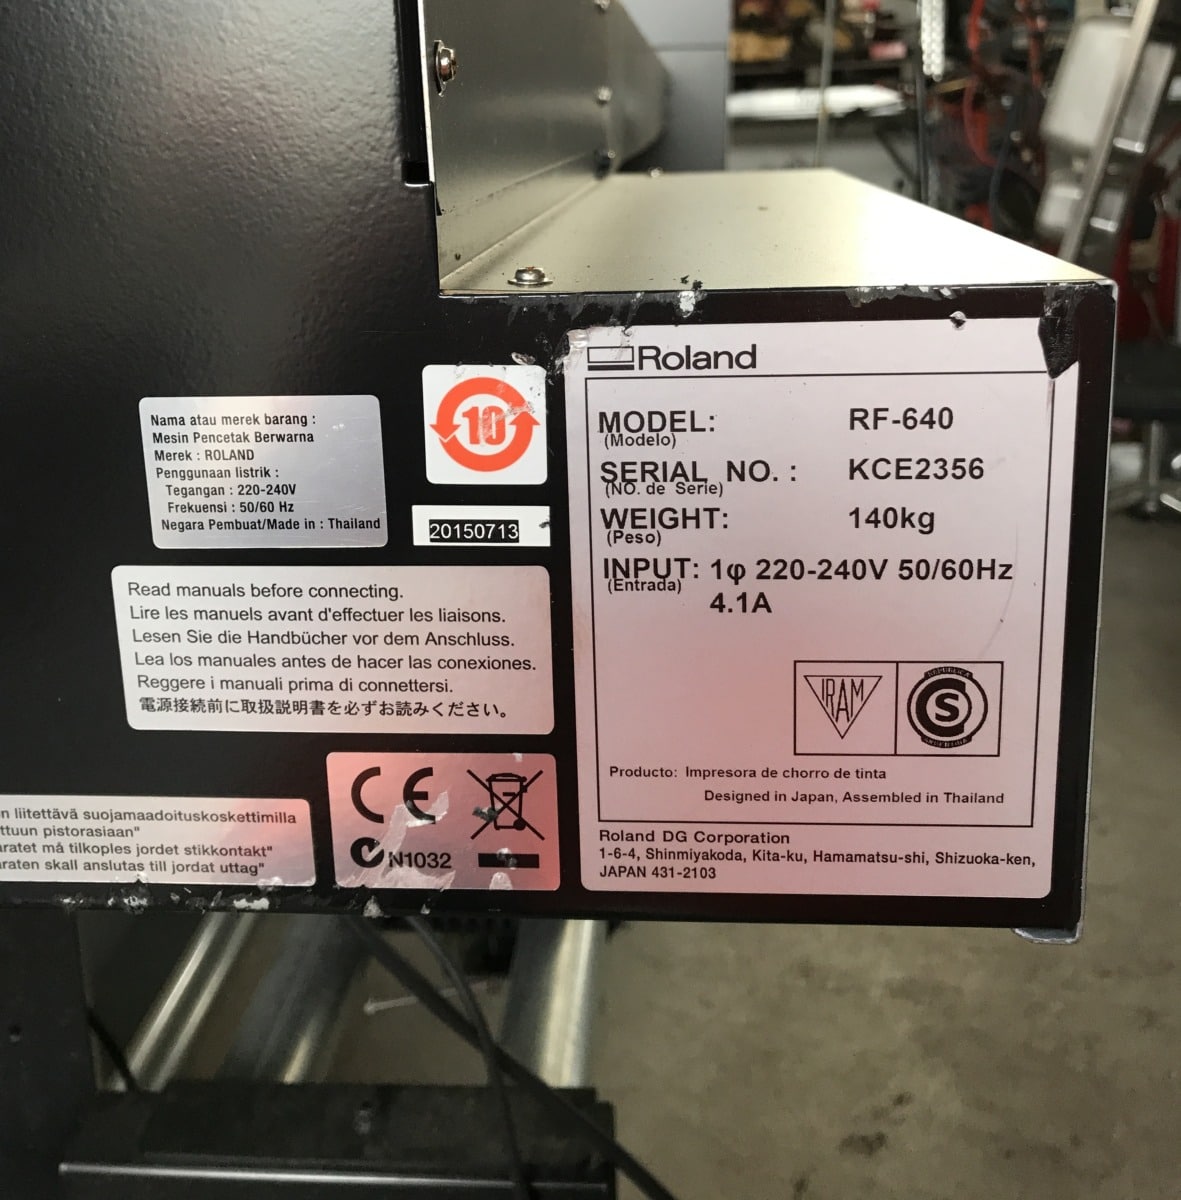 Roland
MODEL: RF-640
(Modelo)
SERIAL NO. : KCE2356
(NO. de Serie)
WEIGHT: 140kg
(Peso)
INPUT: 1φ 220-240V 50/60Hz
(Entrada)
4.1A
IRAM
S
Producto: Impresora de chorro de tinta
Designed in Japan, Assembled in Thailand
Roland DG Corporation
1-6-4, Shinmiyakoda, Kita-ku, Hamamatsu-shi, Shizuoka-ken,
JAPAN 431-2103
10
20150713
Nama atau merek barang :
Mesin Pencetak Berwarna
Merek : ROLAND
Penggunaan listrik :
Tegangan : 220-240V
Frekuensi : 50/60 Hz
Negara Pembuat/Made in : Thailand
Read manuals before connecting.
Lire les manuels avant d'effectuer les liaisons.
Lesen Sie die Handbücher vor dem Anschluss.
Lea los manuales antes de hacer las conexiones.
Reggere i manuali prima di connettersi.
電源接続前に取扱説明書を必ずお読みください。
CE
N1032
n liitettävä suojamaadoituskoskettimilla
ttuun pistorasiaan"
ratet må tilkoples jordet stikkontakt"
raten skall anslutas till jordat uttag"